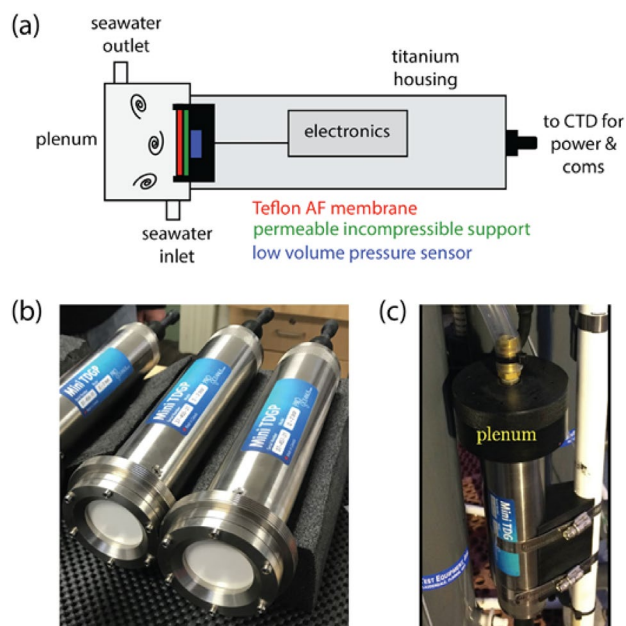 (a)
seawater
outlet
titanium
housing
plenum
electronics
to CTD for
power &
coms
Teflon AF membrane
permeable incompressible support
low volume pressure sensor
seawater
inlet
(b)
(c)
Mini TDGP
Mini TDGP
Mini TDGP
plenum
Mini TDG